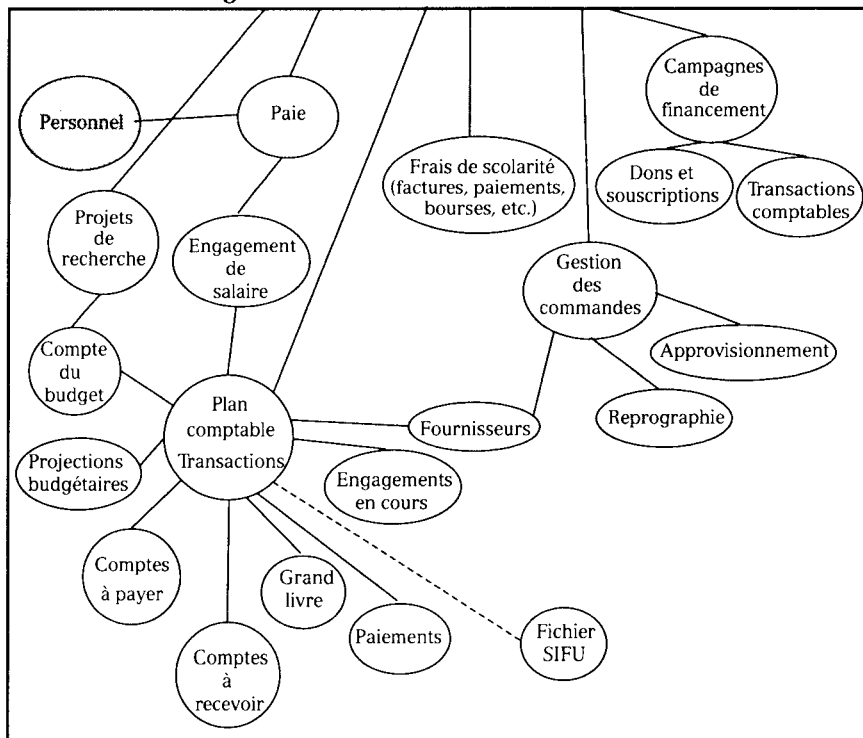 Campagnes
de
financement
Personnel
Paie
Frais de scolarité
(factures, paiements,
bourses, etc.)
Dons et
souscriptions
Transactions
comptables
Projets
de
recherche
Engagement
de
salaire
Gestion
des
commandes
Compte
du
budget
Approvisionnement
Plan
comptable
Transactions
Fournisseurs
Reprographie
Projections
budgétaires
Engagements
en cours
Comptes
à payer
Grand
livre
Paiements
Fichier
SIFU
Comptes
à
recevoir